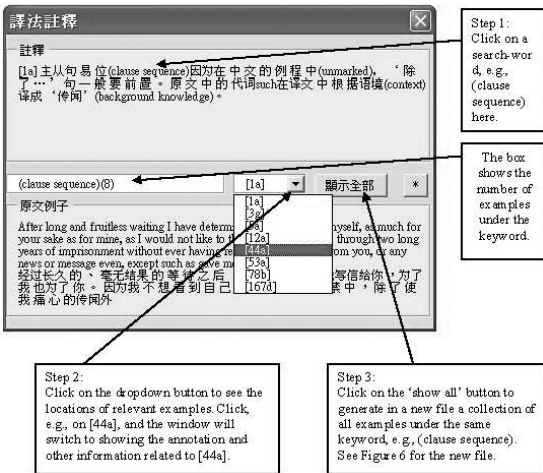 譯法註釋
註釋
[1a] 主从句易位(clause sequence)因为在中文的例程中(unmarked), ‘除
了…’句一般要前置。原文中的代词such在译文中根据语境(context)
译成‘传闻’(background knowledge)。
(clause sequence)(8)
[1a]
顯示全部
*
[1a]
[3g]
[12a]
[44a]
[53a]
[78b]
[167d]
原文例子
After long and fruitless waiting I have determ yself, as much for
your sake as for mine, as I would not like to t through two long
years of imprisonment without ever having re om you, or any
news or message even, except such as gave me
经过长久的、毫无结果的等待之后 写信给你,为了
我也为了你。因为我不想看到自己 禁中,除了使
我痛心的传闻外
Step 1:
Click on a
search-wor
d, e.g.,
(clause
sequence)
here.
The box
shows the
number of
examples
under the
keyword.
Step 2:
Click on the dropdown button to see the
locations of relevant examples. Click,
e.g., on [44a], and the window will
switch to showing the annotation and
other information related to [44a].
Step 3:
Click on the ‘show all’ button to
generate in a new file a collection of
all examples under the same
keyword, e.g., (clause sequence).
See Figure 6 for the new file.